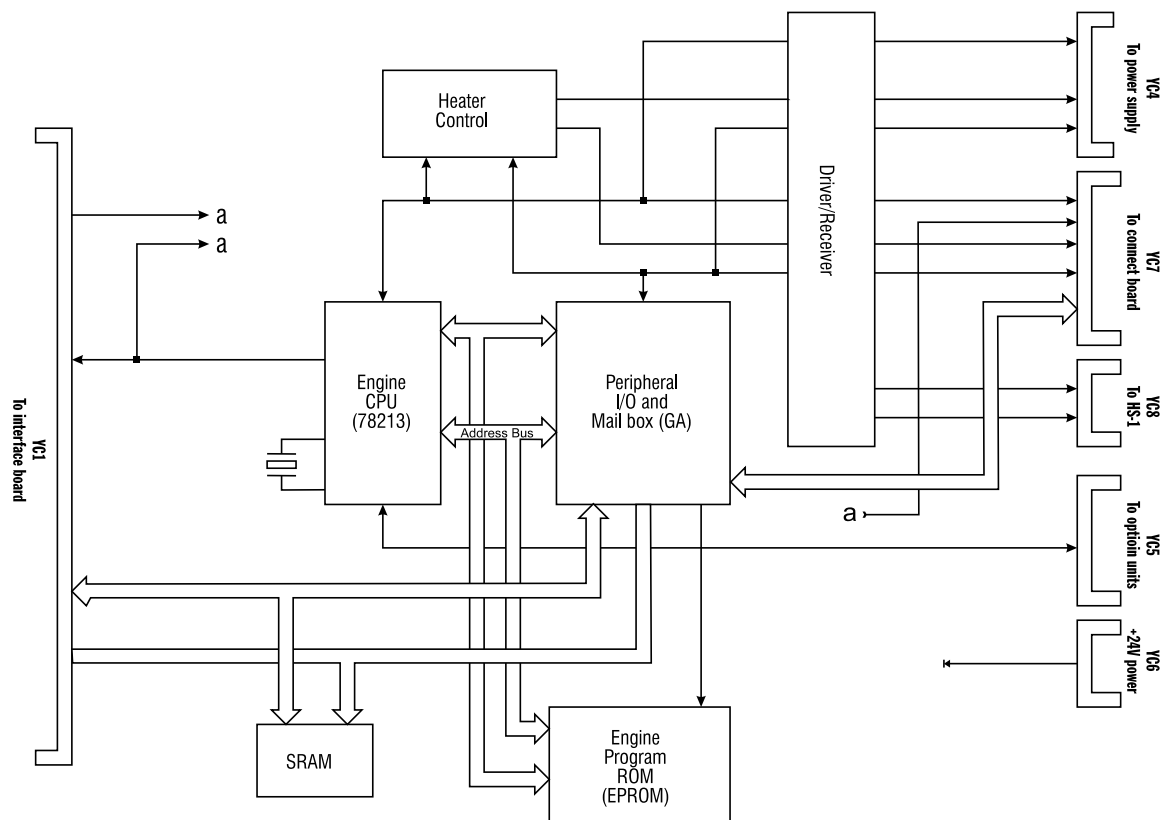 YC4
To power supply
Heater
Control
Driver/Receiver
a
a
YC7
To connect board
Engine
CPU
(78213)
Peripheral
I/O and
Mail box (GA)
Address Bus
YC8
To HS-1
YC1
To interface board
a
YC5
To optioin units
YC6
+24V power
SRAM
Engine
Program
ROM
(EPROM)